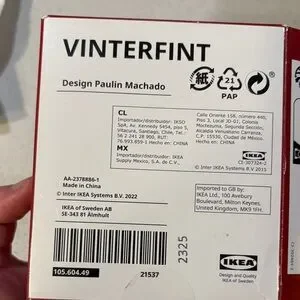 VINTERFINT
Design Paulin Machado
紙
21
PAP
CL
Importador/distribuidor: IKSO
SpA, Av. Kennedy 5454, piso 5,
Vitacura, Santiago, Chile, Tel.:
56 2 241 28 900, RUT:
76.993.859-1 Hecho en: CHINA
MX
Importador/distribuidor: IKEA
Supply Mexico, S.A. de C.V.
Calle Oriente 158, número 440,
Piso 3, Local 3D-01, Colonia
Moctezuma, Segunda Sección,
Alcaldía Venustiano Carranza,
C.P. 15530, Ciudad de México.
Hecho en: CHINA
IKEA
© Inter IKEA Systems B.V 2015
AA-2378886-1
Made in China
© Inter IKEA Systems B.V. 2022
IKEA of Sweden AB
SE-343 81 Älmhult
Imported to GB by:
IKEA Ltd, 100 Avebury
Boulevard, Milton Keynes,
United Kingdom, MK9 1FH.
2325
105.604.49
21537
IKEA
Design and Quality
IKEA of Sweden